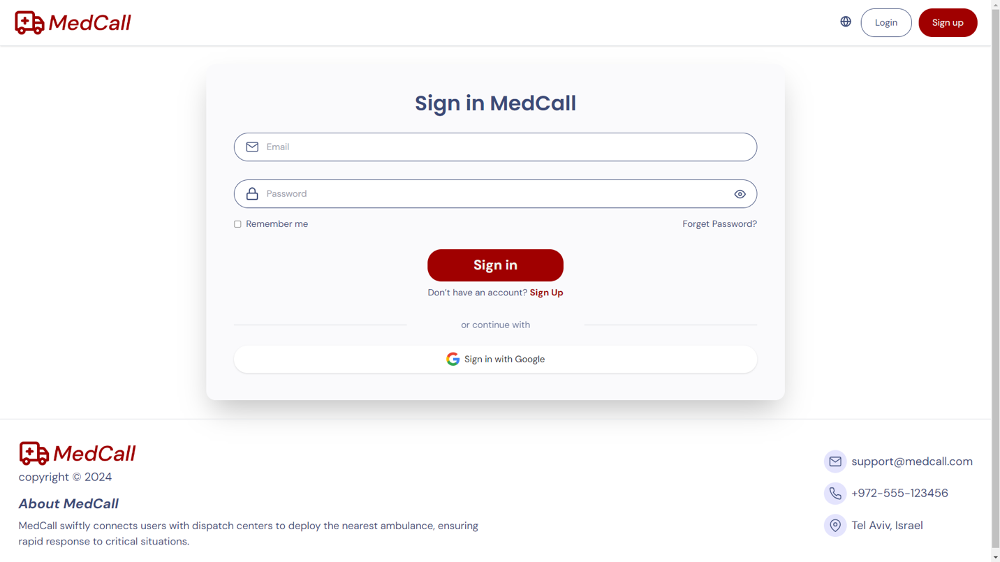 MedCall
Login
Sign up
Sign in MedCall
Email
Password
Remember me
Forget Password?
Sign in
Don't have an account? Sign Up
or continue with
Sign in with Google
MedCall
copyright © 2024
About MedCall
MedCall swiftly connects users with dispatch centers to deploy the nearest ambulance, ensuring
rapid response to critical situations.
support@medcall.com
+972-555-123456
Tel Aviv, Israel